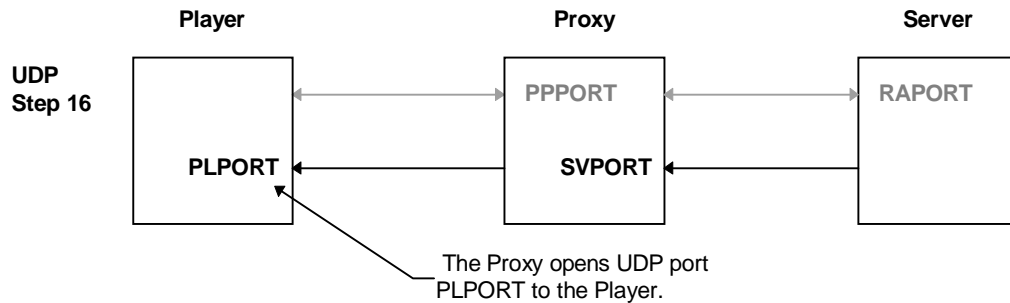 Player
Proxy
Server
UDP
Step 16
PPPORT
RAPORT
PLPORT
SVPORT
The Proxy opens UDP port
PLPORT to the Player.